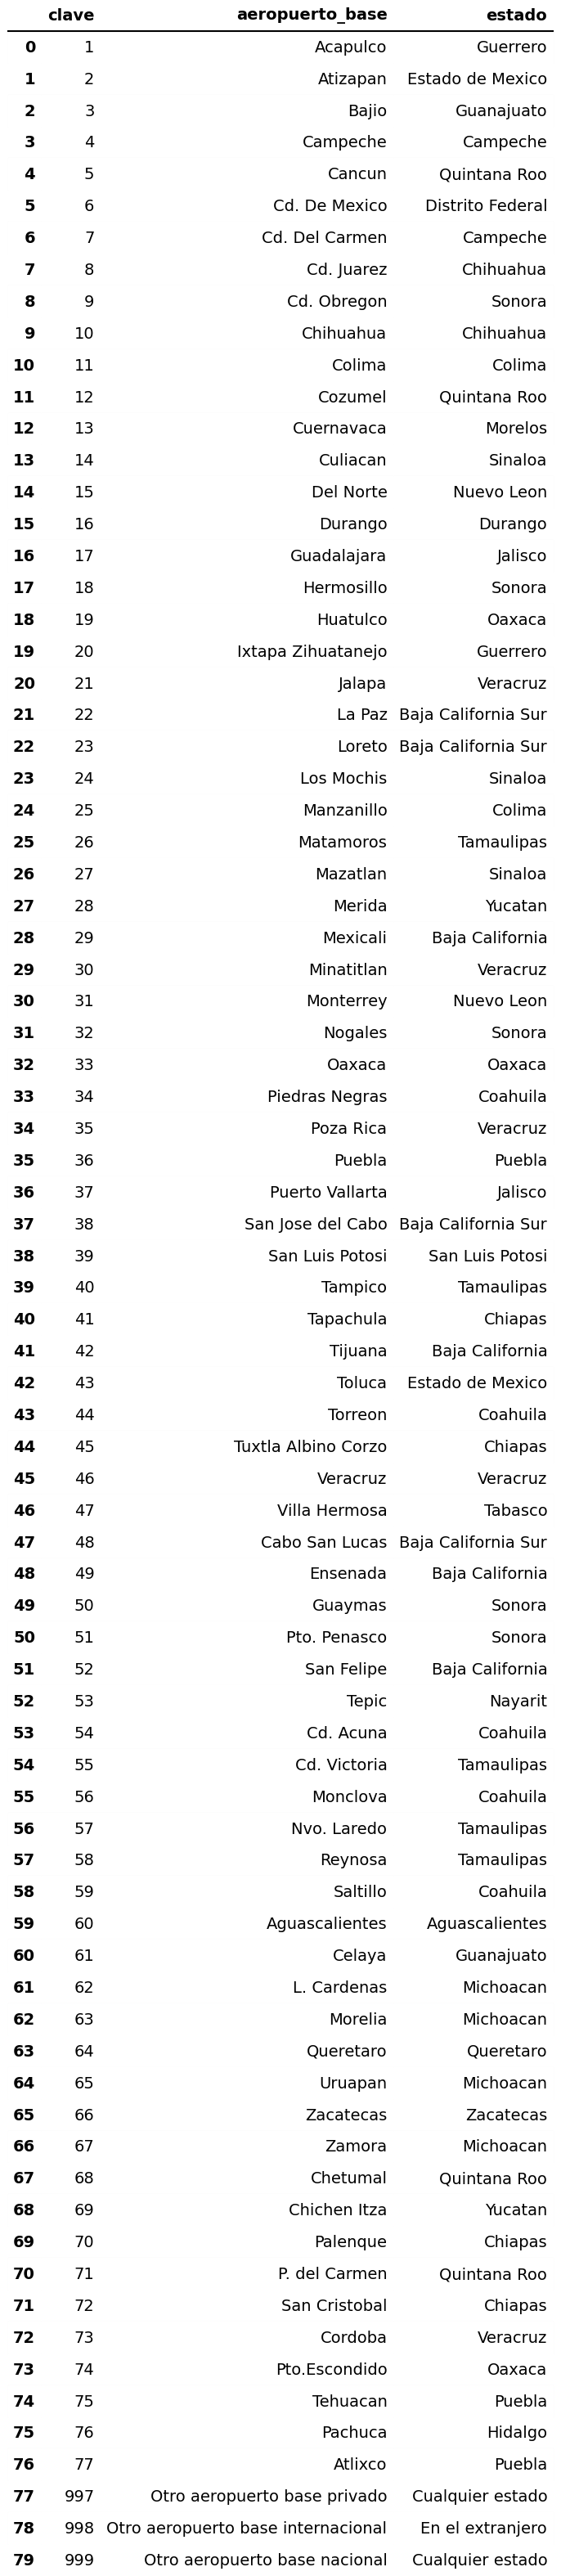 clave aeropuerto_base estado
0 1 Acapulco Guerrero
1 2 Atizapan Estado de Mexico
2 3 Bajio Guanajuato
3 4 Campeche Campeche
4 5 Cancun Quintana Roo
5 6 Cd. De Mexico Distrito Federal
6 7 Cd. Del Carmen Campeche
7 8 Cd. Juarez Chihuahua
8 9 Cd. Obregon Sonora
9 10 Chihuahua Chihuahua
10 11 Colima Colima
11 12 Cozumel Quintana Roo
12 13 Cuernavaca Morelos
13 14 Culiacan Sinaloa
14 15 Del Norte Nuevo Leon
15 16 Durango Durango
16 17 Guadalajara Jalisco
17 18 Hermosillo Sonora
18 19 Huatulco Oaxaca
19 20 Ixtapa Zihuatanejo Guerrero
20 21 Jalapa Veracruz
21 22 La Paz Baja California Sur
22 23 Loreto Baja California Sur
23 24 Los Mochis Sinaloa
24 25 Manzanillo Colima
25 26 Matamoros Tamaulipas
26 27 Mazatlan Sinaloa
27 28 Merida Yucatan
28 29 Mexicali Baja California
29 30 Minatitlan Veracruz
30 31 Monterrey Nuevo Leon
31 32 Nogales Sonora
32 33 Oaxaca Oaxaca
33 34 Piedras Negras Coahuila
34 35 Poza Rica Veracruz
35 36 Puebla Puebla
36 37 Puerto Vallarta Jalisco
37 38 San Jose del Cabo Baja California Sur
38 39 San Luis Potosi San Luis Potosi
39 40 Tampico Tamaulipas
40 41 Tapachula Chiapas
41 42 Tijuana Baja California
42 43 Toluca Estado de Mexico
43 44 Torreon Coahuila
44 45 Tuxtla Albino Corzo Chiapas
45 46 Veracruz Veracruz
46 47 Villa Hermosa Tabasco
47 48 Cabo San Lucas Baja California Sur
48 49 Ensenada Baja California
49 50 Guaymas Sonora
50 51 Pto. Penasco Sonora
51 52 San Felipe Baja California
52 53 Tepic Nayarit
53 54 Cd. Acuna Coahuila
54 55 Cd. Victoria Tamaulipas
55 56 Monclova Coahuila
56 57 Nvo. Laredo Tamaulipas
57 58 Reynosa Tamaulipas
58 59 Saltillo Coahuila
59 60 Aguascalientes Aguascalientes
60 61 Celaya Guanajuato
61 62 L. Cardenas Michoacan
62 63 Morelia Michoacan
63 64 Queretaro Queretaro
64 65 Uruapan Michoacan
65 66 Zacatecas Zacatecas
66 67 Zamora Michoacan
67 68 Chetumal Quintana Roo
68 69 Chichen Itza Yucatan
69 70 Palenque Chiapas
70 71 P. del Carmen Quintana Roo
71 72 San Cristobal Chiapas
72 73 Cordoba Veracruz
73 74 Pto.Escondido Oaxaca
74 75 Tehuacan Puebla
75 76 Pachuca Hidalgo
76 77 Atlixco Puebla
77 997 Otro aeropuerto base privado Cualquier estado
78 998 Otro aeropuerto base internacional En el extranjero
79 999 Otro aeropuerto base nacional Cualquier estado